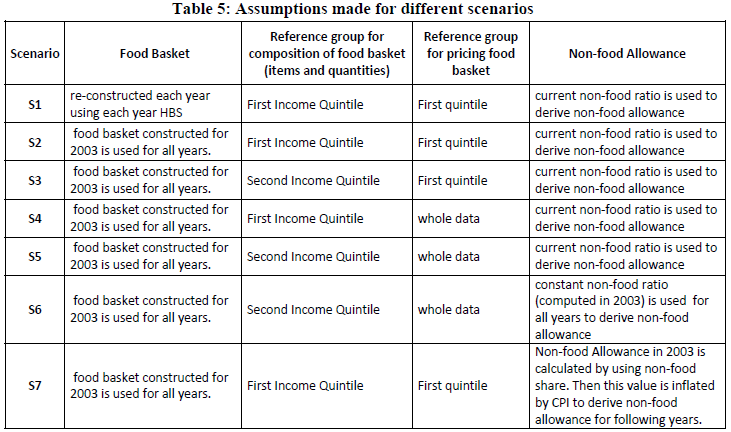 Table 5: Assumptions made for different scenarios
Scenario
Food Basket
Reference group for
composition of food basket
(items and quantities)
Reference group
for pricing food
basket
Non-food Allowance
S1
re-constructed each year
using each year HBS
First Income Quintile
First quintile
current non-food ratio is used to
derive non-food allowance
S2
food basket constructed for
2003 is used for all years.
First Income Quintile
First quintile
current non-food ratio is used to
derive non-food allowance
S3
food basket constructed for
2003 is used for all years.
Second Income Quintile
First quintile
current non-food ratio is used to
derive non-food allowance
S4
food basket constructed for
2003 is used for all years.
First Income Quintile
whole data
current non-food ratio is used to
derive non-food allowance
S5
food basket constructed for
2003 is used for all years.
Second Income Quintile
whole data
current non-food ratio is used to
derive non-food allowance
S6
food basket constructed for
2003 is used for all years.
Second Income Quintile
whole data
constant non-food ratio
(computed in 2003) is used for
all years to derive non-food
allowance
S7
food basket constructed for
2003 is used for all years.
First Income Quintile
First quintile
Non-food Allowance in 2003 is
calculated by using non-food
share. Then this value is inflated
by CPI to derive non-food
allowance for following years.